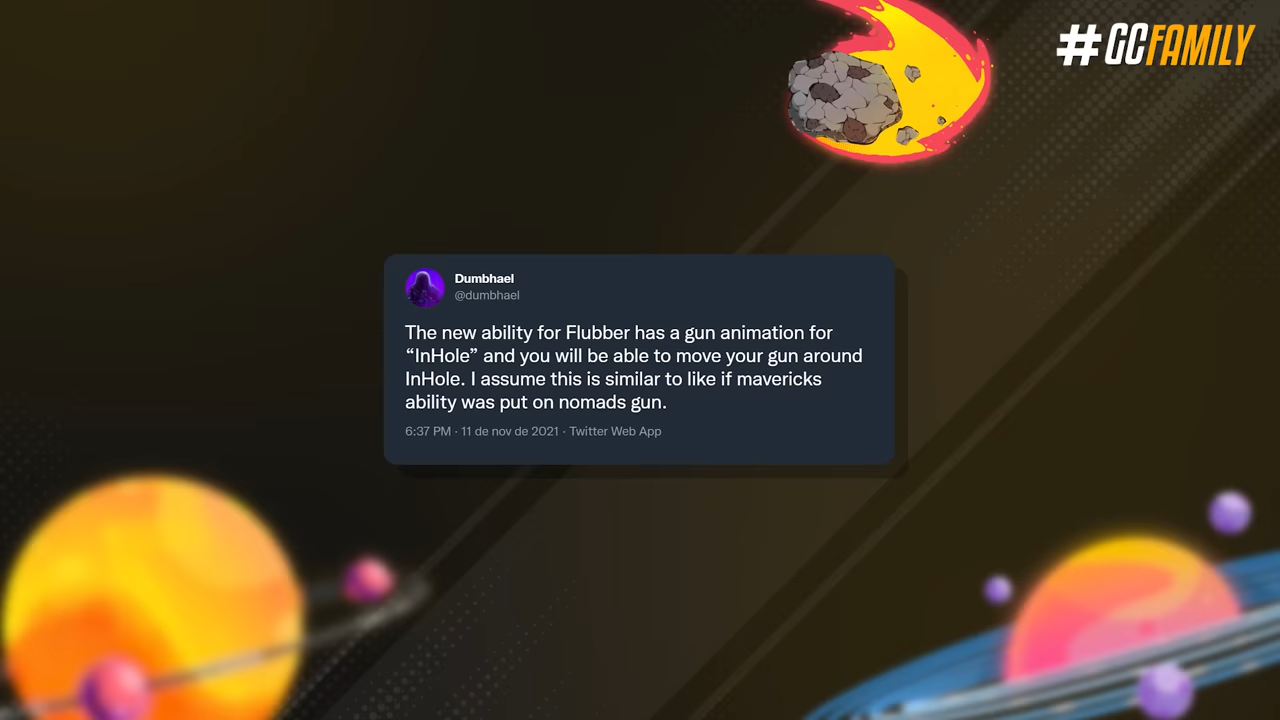 #GCFAMILY
Dumbhael
@dumbhael
The new ability for Flubber has a gun animation for
“InHole” and you will be able to move your gun around
InHole. I assume this is similar to like if mavericks
ability was put on nomads gun.
6:37 PM · 11 de nov de 2021 · Twitter Web App